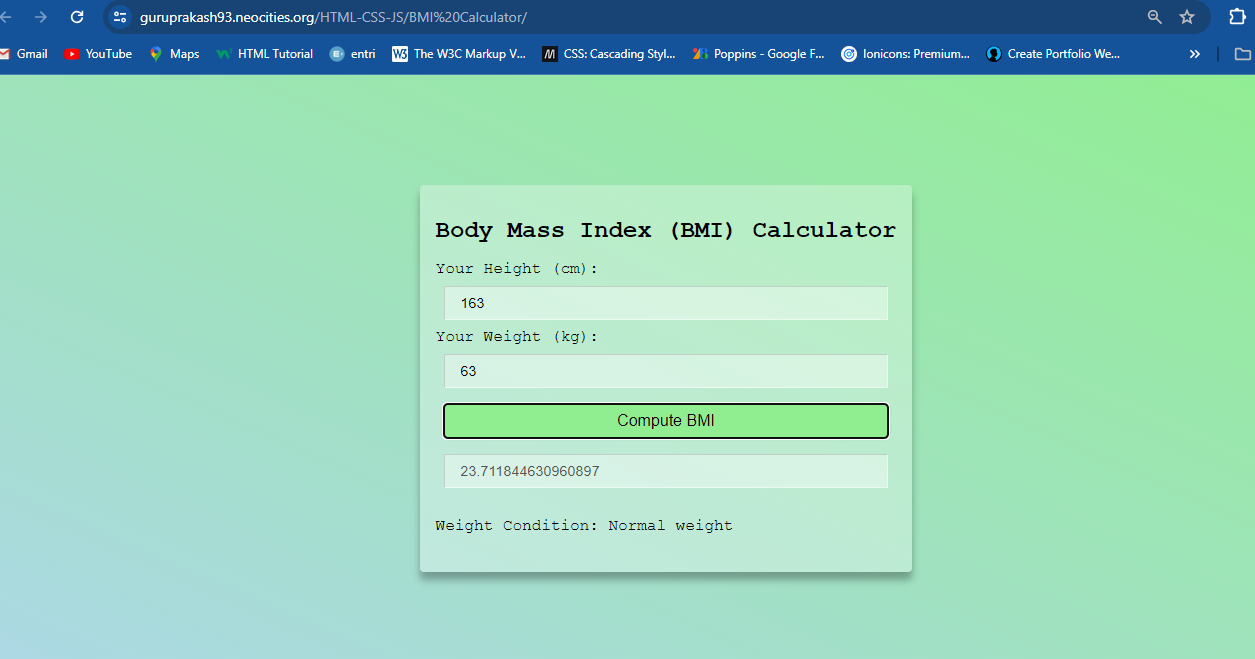 guruprakash93.neocities.org/HTML-CSS-JS/BMI%20Calculator/
Gmail YouTube Maps HTML Tutorial entri The W3C Markup V... CSS: Cascading Styl... Poppins - Google F... Ionicons: Premium... Create Portfolio We... »
Body Mass Index (BMI) Calculator
Your Height (cm):
163
Your Weight (kg):
63
Compute BMI
23.711844630960897
Weight Condition: Normal weight